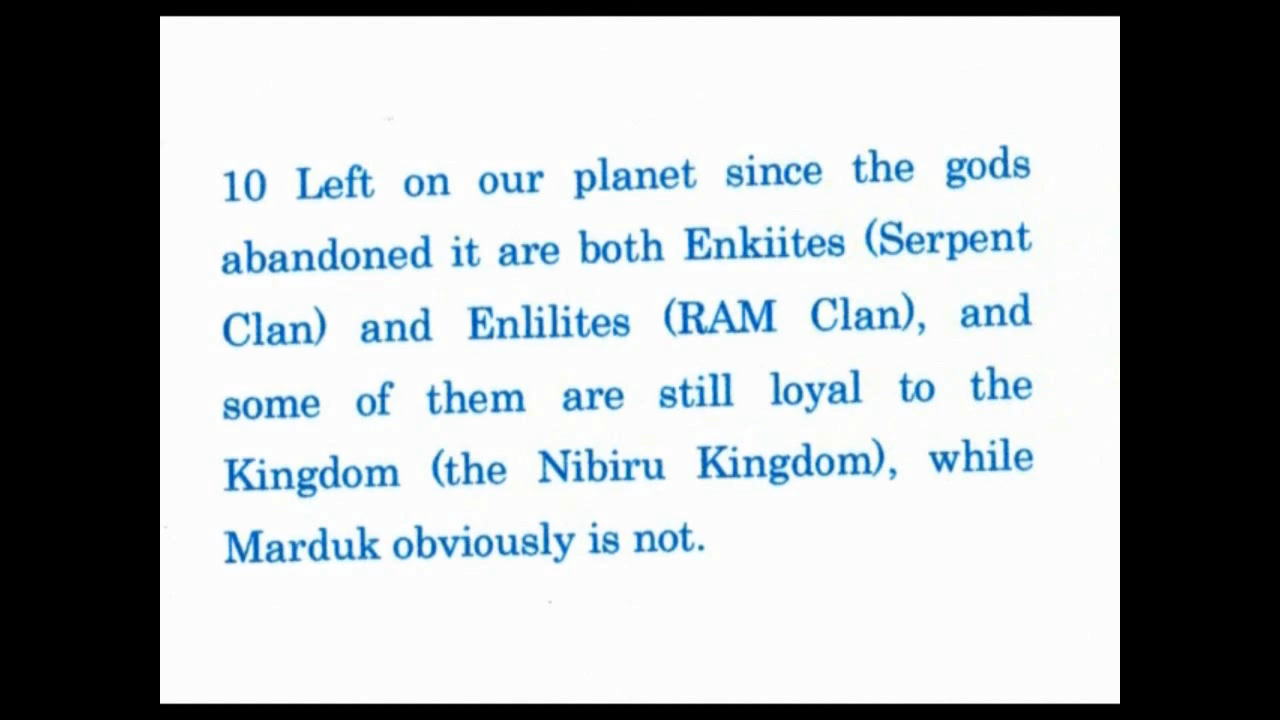 10 Left on our planet since the gods
abandoned it are both Enkiites (Serpent
Clan) and Enlilites (RAM Clan), and
some of them are still loyal to the
Kingdom (the Nibiru Kingdom), while
Marduk obviously is not.